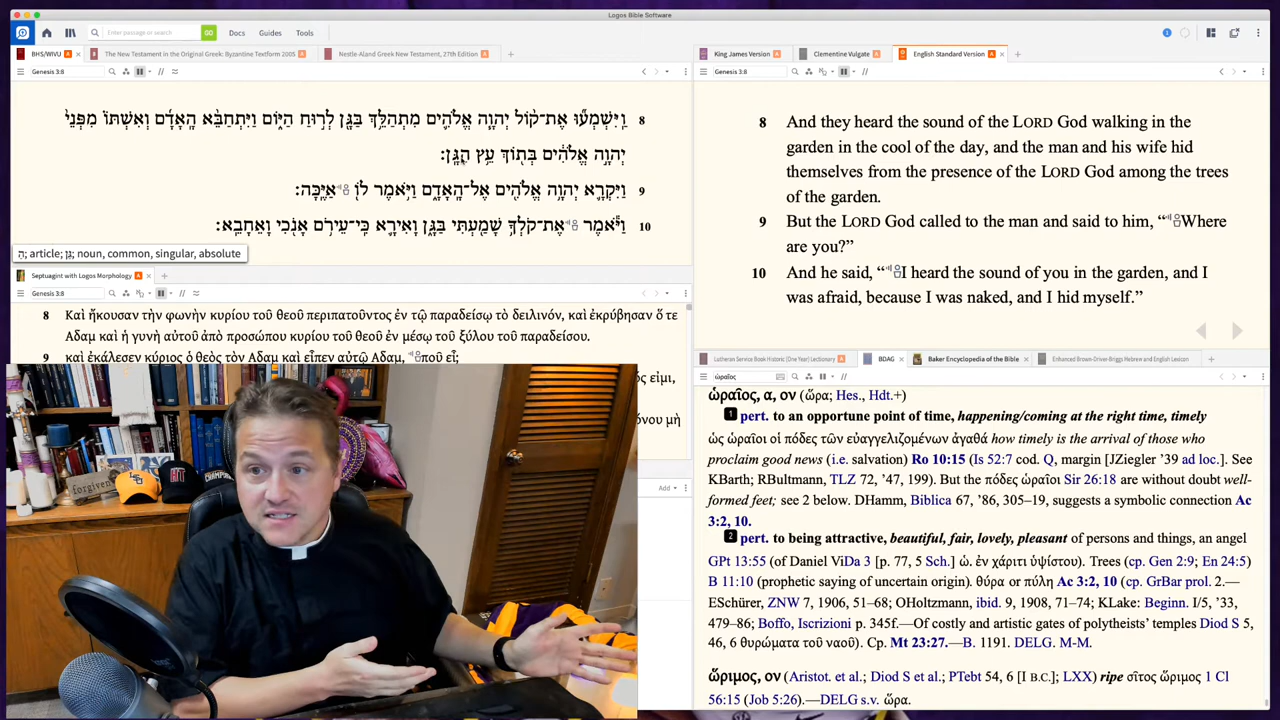 Logos Bible Software
Enter passage or search
GO
Docs
Guides
Tools
1
BHS/WIVU A
The New Testament in the Original Greek: Byzantine Textform 2005 A
Nestle-Aland Greek New Testament, 27th Edition A
Genesis 3:8
8 וַֽיִּשְׁמְע֞וּ אֶת־ק֨וֹל יְהוָ֧ה אֱלֹהִ֛ים מִתְהַלֵּ֥ךְ בַּגָּ֖ן לְר֣וּחַ הַיּ֑וֹם וַיִּתְחַבֵּ֨א הָֽאָדָ֜ם וְאִשְׁתּ֗וֹ מִפְּנֵי֙
יְהוָ֣ה אֱלֹהִ֔ים בְּת֖וֹךְ עֵ֥ץ הַגָּֽן׃
9 וַיִּקְרָ֛א יְהוָ֥ה אֱלֹהִ֖ים אֶל־הָֽאָדָ֑ם וַיֹּ֥אמֶר ל֖וֹ אַיֶּֽכָּה׃
10 וַיֹּ֕אמֶר אֶת־קֹלְךָ֥ שָׁמַ֖עְתִּי בַּגָּ֑ן וָאִירָ֛א כִּֽי־עֵירֹ֥ם אָנֹ֖כִי וָאֵחָבֵֽא׃
ה; article; גן; noun, common, singular, absolute
Septuagint with Logos Morphology A
Genesis 3:8
8 Καὶ ἤκουσαν τὴν φωνὴν κυρίου τοῦ θεοῦ περιπατοῦντος ἐν τῷ παραδείσῳ τὸ δειλινόν, καὶ ἐκρύβησαν ὅ τε
Αδαμ καὶ ἡ γυνὴ αὐτοῦ ἀπὸ προσώπου κυρίου τοῦ θεοῦ ἐν μέσῳ τοῦ ξύλου τοῦ παραδείσου.
9 καὶ ἐκάλεσεν κύριος ὁ θεὸς τὸν Αδαμ καὶ εἶπεν αὐτῷ Αδαμ, ποῦ εἶ;
ός εἰμι,
μὴ
Add
forgiven
SD
CHAMPION
King James Version A
Clementine Vulgate A
English Standard Version A
Genesis 3:8
8 And they heard the sound of the LORD God walking in the
garden in the cool of the day, and the man and his wife hid
themselves from the presence of the LORD God among the trees
of the garden.
9 But the LORD God called to the man and said to him, “Where
are you?”
10 And he said, “I heard the sound of you in the garden, and I
was afraid, because I was naked, and I hid myself.”
Lutheran Service Book Historic (One Year) Lectionary A
BDAG
Baker Encyclopedia of the Bible
Enhanced Brown-Driver-Briggs Hebrew and English Lexicon
ὡραῖος
ὡραῖος, α, ον (ὥρα; Hes., Hdt.+)
1 pert. to an opportune point of time, happening/coming at the right time, timely
ὡς ὡραῖοι οἱ πόδες τῶν εὐαγγελιζομένων ἀγαθά how timely is the arrival of those who
proclaim good news (i.e. salvation) Ro 10:15 (Is 52:7 cod. Q, margin [JZiegler ’39 ad loc.]. See
KBarth; RBultmann, TLZ 72, ’47, 199). But the πόδες ὡραῖοι Sir 26:18 are without doubt well-
formed feet; see 2 below. DHamm, Biblica 67, ’86, 305–19, suggests a symbolic connection Ac
3:2, 10.
2 pert. to being attractive, beautiful, fair, lovely, pleasant of persons and things, an angel
GPt 13:55 (of Daniel ViDa 3 [p. 77, 5 Sch.] ὡ. ἐν χάριτι ὑψίστου). Trees (cp. Gen 2:9; En 24:5)
B 11:10 (prophetic saying of uncertain origin). θύρα or πύλη Ac 3:2, 10 (cp. GrBar prol. 2.—
ESchürer, ZNW 7, 1906, 51–68; OHoltzmann, ibid. 9, 1908, 71–74; KLake: Beginn. I/5, ’33,
479–86; Boffo, Iscrizioni p. 345f.—Of costly and artistic gates of polytheists’ temples Diod S 5,
46, 6 θυρώματα τοῦ ναοῦ). Cp. Mt 23:27.—B. 1191. DELG. M-M.
ὥριμος, ον (Aristot. et al.; Diod S et al.; PTebt 54, 6 [I B.C.]; LXX) ripe σῖτος ὥριμος 1 Cl
56:15 (Job 5:26).—DELG s.v. ὥρα.